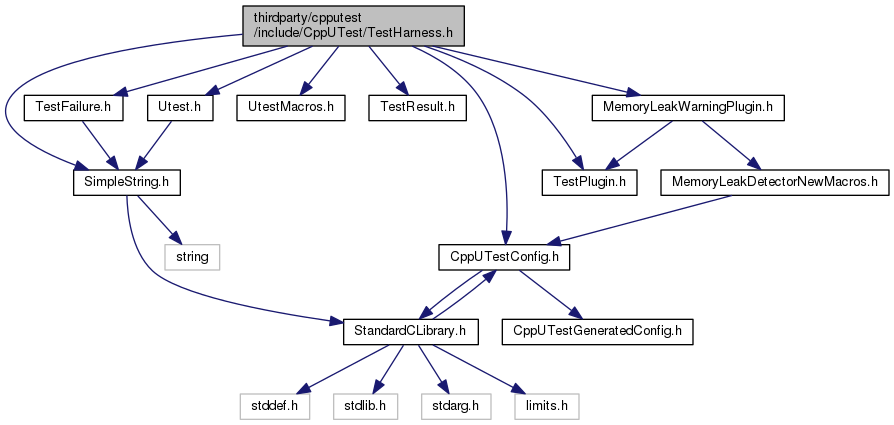 thirdparty/cpputest
/include/CppUTest/TestHarness.h
TestFailure.h
Utest.h
UtestMacros.h
TestResult.h
MemoryLeakWarningPlugin.h
SimpleString.h
TestPlugin.h
MemoryLeakDetectorNewMacros.h
string
CppUTestConfig.h
StandardCLibrary.h
CppUTestGeneratedConfig.h
stddef.h
stdlib.h
stdarg.h
limits.h